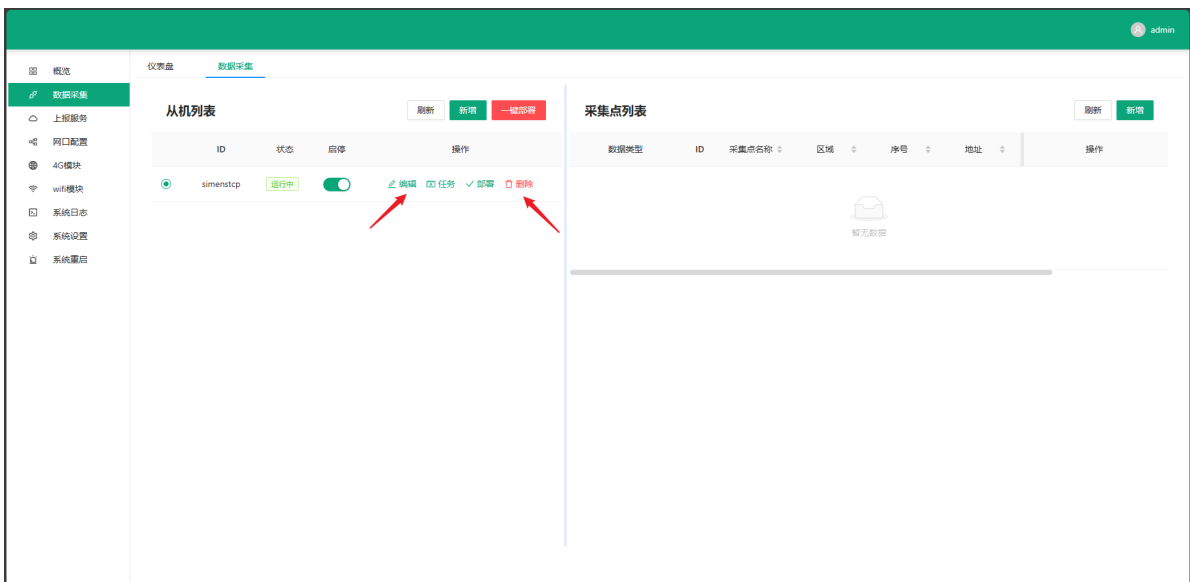 admin
概览
数据采集
上报服务
网口配置
4G模块
wifi模块
系统日志
系统设置
系统重启
仪表盘 数据采集
从机列表 刷新 新增 一键部署
ID 状态 启停 操作
simenstcp 运行中 编辑 任务 部署 删除
采集点列表 刷新 新增
数据类型 ID 采集点名称 区域 序号 地址 操作
暂无数据